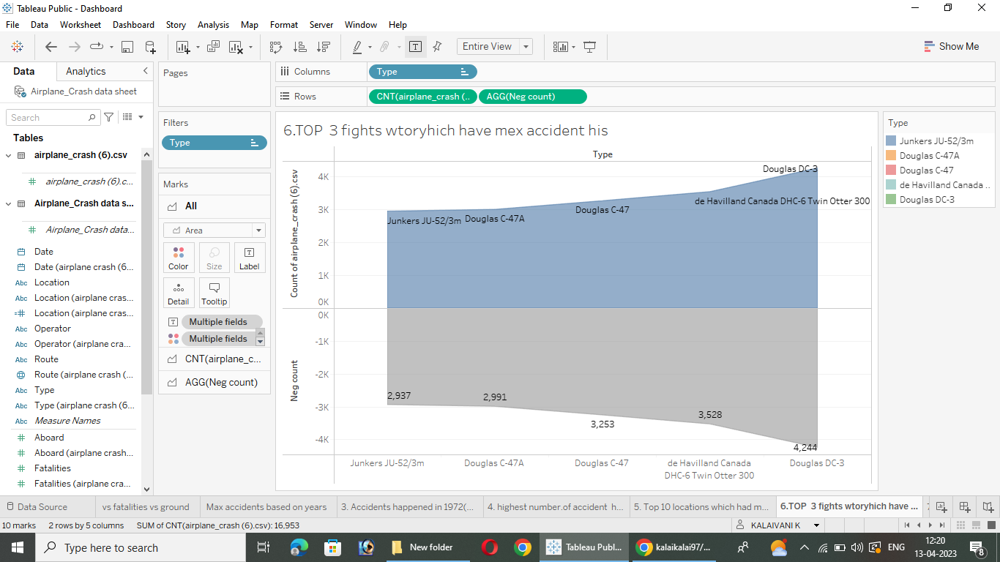 Tableau Public - Dashboard
File Data Worksheet Dashboard Story Analysis Map Format Server Window Help
Entire View
Show Me
Data Analytics
Airplane_Crash data sheet
Search
Tables
airplane_crash (6).csv
airplane_crash (6).c...
Airplane_Crash data s...
Airplane_Crash data...
Date
Date (airplane crash (6...
Location
Location (airplane cras...
Location (airplane cras...
Operator
Operator (airplane cra...
Route
Route (airplane crash (...
Type
Type (airplane crash (6...
Measure Names
Aboard
Aboard (airplane crash...
Fatalities
Fatalities (airplane cra...
Pages
Filters
Type
Marks
All
Area
Color Size Label
Detail Tooltip
Multiple fields
Multiple fields
CNT(airplane_c...
AGG(Neg count)
Columns Type
Rows CNT(airplane_crash (.. AGG(Neg count)
6.TOP 3 fights wtoryhich have mex accident his
Type
Count of airplane_crash (6).csv
4K
3K
2K
1K
0K
Douglas DC-3
de Havilland Canada DHC-6 Twin Otter 300
Douglas C-47
Junkers JU-52/3m Douglas C-47A
Neg count
0K
-1K
-2K
-3K
-4K
2,937
2,991
3,253
3,528
4,244
Junkers JU-52/3m Douglas C-47A Douglas C-47 de Havilland Canada Douglas DC-3
DHC-6 Twin Otter 300
Type
Junkers JU-52/3m
Douglas C-47A
Douglas C-47
de Havilland Canada ..
Douglas DC-3
Data Source vs fatalities vs ground Max accidents based on years 3. Accidents happened in 1972(... 4. highest number.of accident h... 5. Top 10 locations which had m... 6.TOP 3 fights wtoryhich have ... 7
10 marks 2 rows by 5 columns SUM of CNT(airplane_crash (6).csv): 16,953 KALAIVANI K
Type here to search New folder Tableau Publ... kalaikalai97/... ENG 12:20
13-04-2023 8